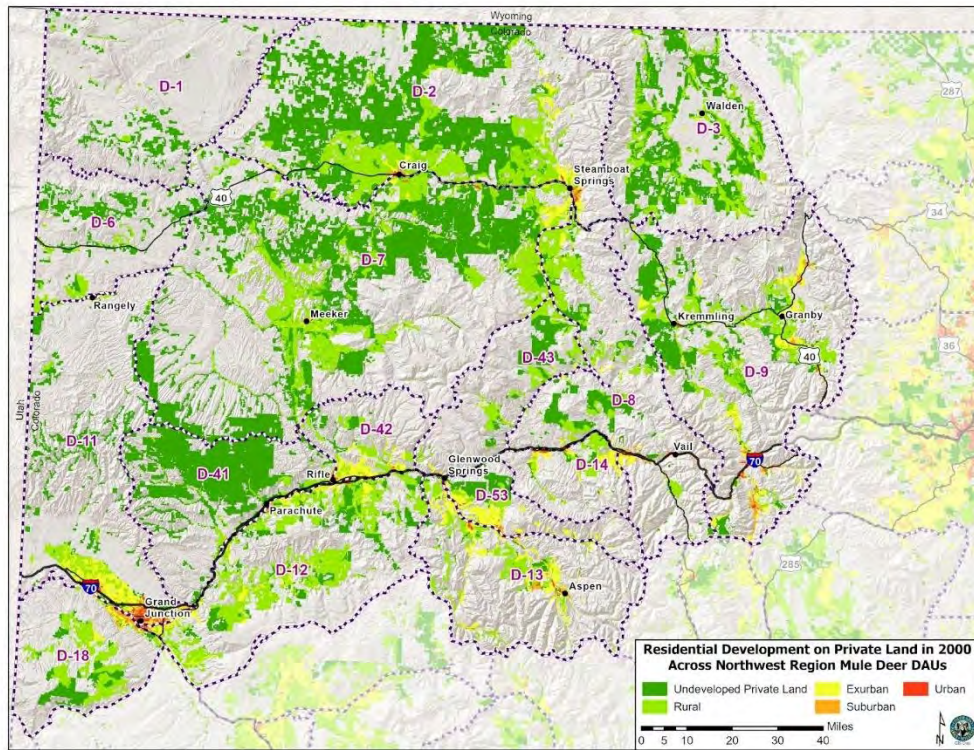 Wyoming
Colorado
287
D-1
D-2
Walden
D-3
Craig
Steamboat
Springs
40
34
D-6
D-7
Rangely
Meeker
Kremmling
Granby
36
40
D-43
D-9
Utah
Colorado
D-8
D-11
D-42
Vail
Glenwood
Springs
D-14
70
D-41
Rifle
D-53
Parachute
285
D-12
D-13
Aspen
70
Grand
Junction
D-18
Residential Development on Private Land in 2000
Across Northwest Region Mule Deer DAUs
Undeveloped Private Land
Exurban
Urban
Rural
Suburban
Miles
0 5 10 20 30 40
N